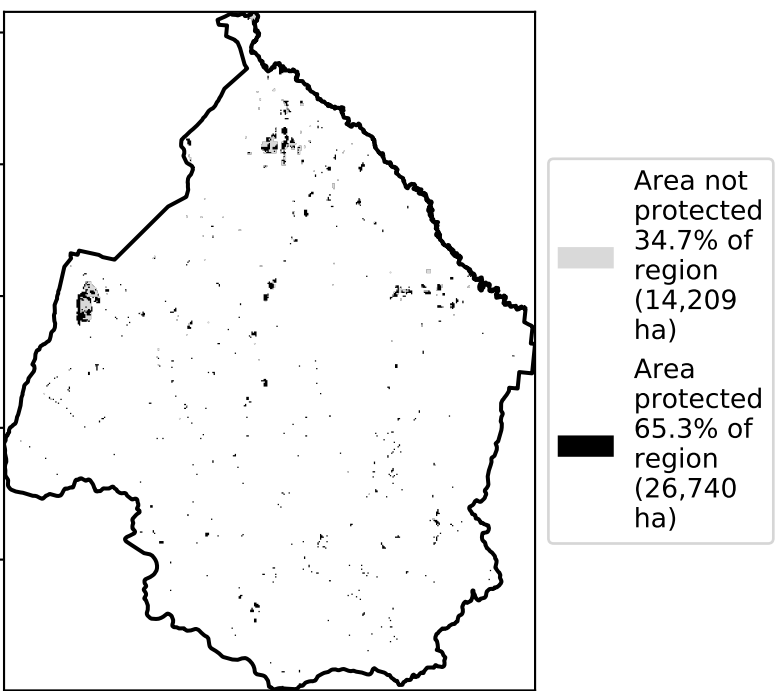 Area not
protected
34.7% of
region
(14,209
ha)
Area
protected
65.3% of
region
(26,740
ha)